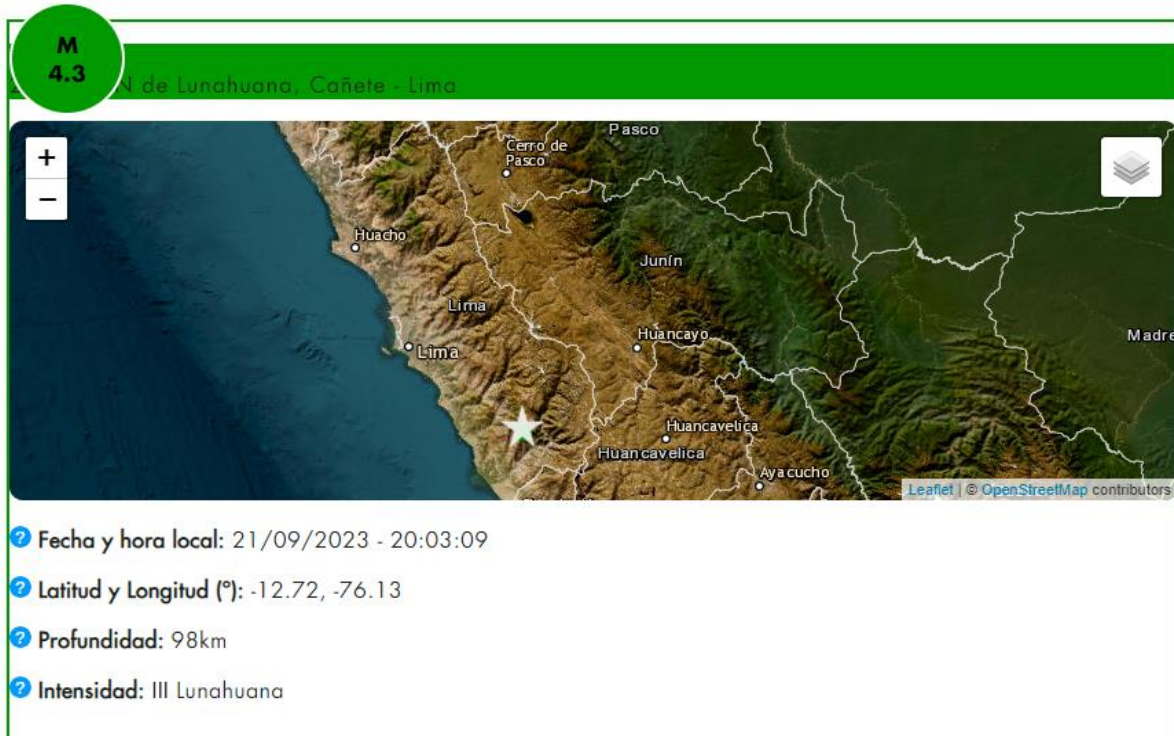 M
4.3
N de Lunahuana, Cañete - Lima
+
−
Pasco
Cerro de
Pasco
Huacho
Junín
Lima
Huancayo
Madre
Lima
Huancavelica
Huancavelica
Ayacucho
Leaflet | © OpenStreetMap contributors
? Fecha y hora local: 21/09/2023 - 20:03:09
? Latitud y Longitud (º): -12.72, -76.13
? Profundidad: 98km
? Intensidad: III Lunahuana